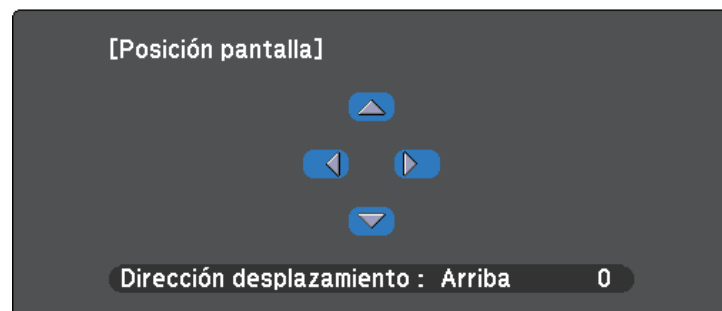 [Posición pantalla]
Dirección desplazamiento : Arriba 0